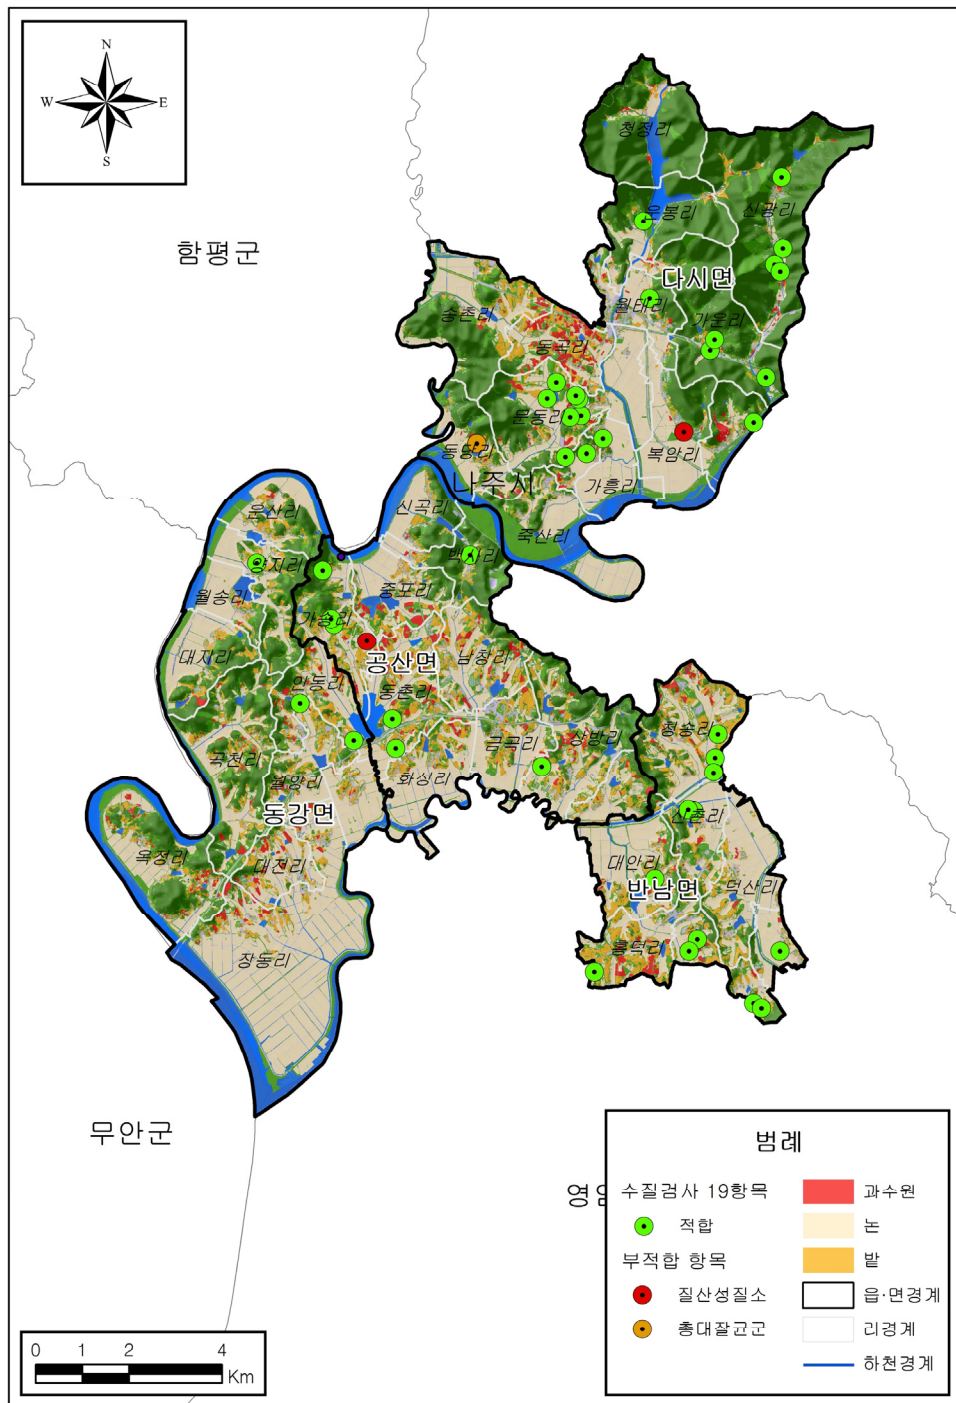 N
W E
S
함평군
청정리
운봉리
신광리
다시면
월태리
가운리
송촌리
동곡리
문동리
동당리
복암리
나주시
가흥리
죽산리
신곡리
운산리
백사리
양지리
월송리
중포리
가송리
대지리
공산면
남창리
인동리
동촌리
금곡리
상방리
정송리
곡천리
월양리
화성리
동강면
신촌리
옥정리
대전리
대안리
반남면
덕산리
흥덕리
장동리
무안군
영암
범례
수질검사 19항목
적합
부적합 항목
질산성질소
총대장균군
과수원
논
밭
읍·면경계
리경계
하천경계
0 1 2 4
Km